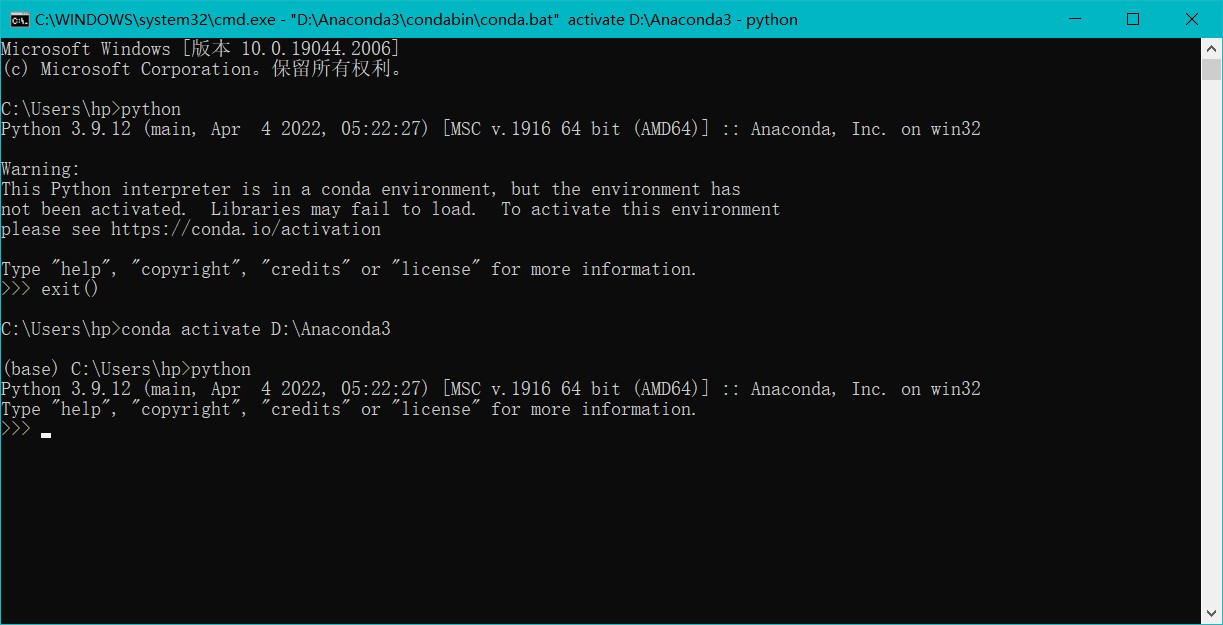 C:\WINDOWS\system32\cmd.exe - "D:\Anaconda3\condabin\conda.bat"  activate D:\Anaconda3 - python
Microsoft Windows [版本 10.0.19044.2006]
(c) Microsoft Corporation。保留所有权利。
C:\Users\hp>python
Python 3.9.12 (main, Apr  4 2022, 05:22:27) [MSC v.1916 64 bit (AMD64)] :: Anaconda, Inc. on win32
Warning:
This Python interpreter is in a conda environment, but the environment has
not been activated.  Libraries may fail to load.  To activate this environment
please see https://conda.io/activation
Type "help", "copyright", "credits" or "license" for more information.
>>> exit()
C:\Users\hp>conda activate D:\Anaconda3
(base) C:\Users\hp>python
Python 3.9.12 (main, Apr  4 2022, 05:22:27) [MSC v.1916 64 bit (AMD64)] :: Anaconda, Inc. on win32
Type "help", "copyright", "credits" or "license" for more information.
>>>